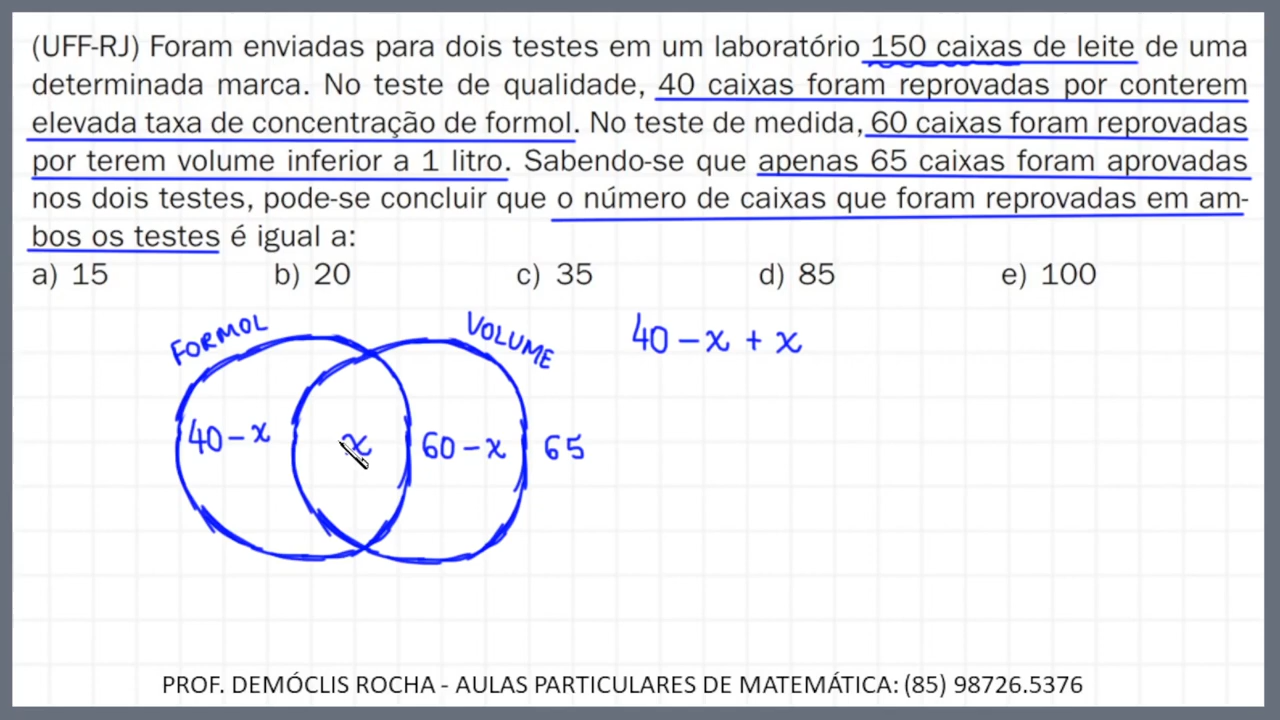 (UFF-RJ) Foram enviadas para dois testes em um laboratório 150 caixas de leite de uma
determinada marca. No teste de qualidade, 40 caixas foram reprovadas por conterem
elevada taxa de concentração de formol. No teste de medida, 60 caixas foram reprovadas
por terem volume inferior a 1 litro. Sabendo-se que apenas 65 caixas foram aprovadas
nos dois testes, pode-se concluir que o número de caixas que foram reprovadas em am-
bos os testes é igual a:
a) 15 b) 20 c) 35 d) 85 e) 100
FORMOL VOLUME 40 - x + x
40 - x x 60 - x 65
PROF. DEMÓCLIS ROCHA - AULAS PARTICULARES DE MATEMÁTICA: (85) 98726.5376